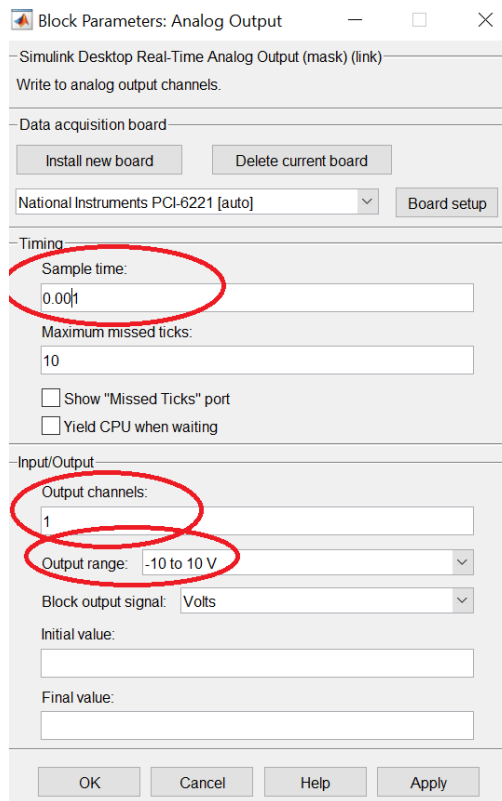 Block Parameters: Analog Output
Simulink Desktop Real-Time Analog Output (mask) (link)
Write to analog output channels.
Data acquisition board
Install new board Delete current board
National Instruments PCI-6221 [auto] Board setup
Timing
Sample time:
0.001
Maximum missed ticks:
10
Show "Missed Ticks" port
Yield CPU when waiting
Input/Output
Output channels:
1
Output range: -10 to 10 V
Block output signal: Volts
Initial value:
Final value:
OK Cancel Help Apply